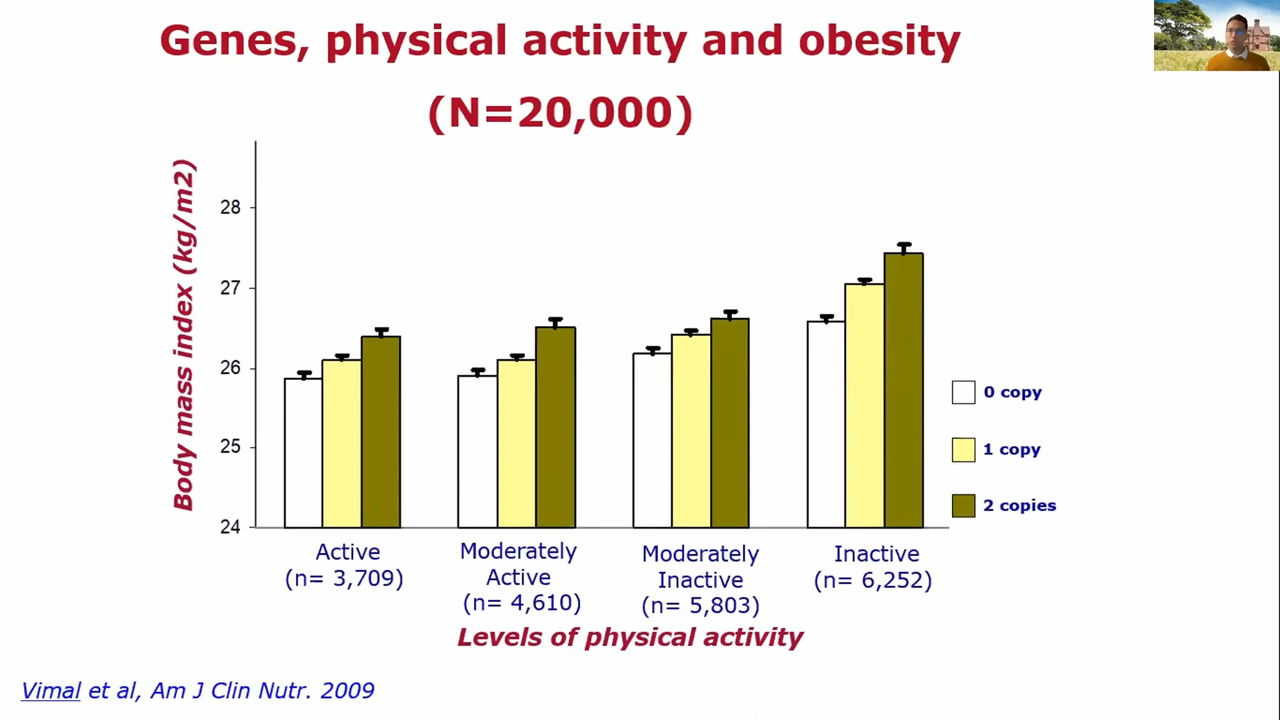 Genes, physical activity and obesity
(N=20,000)
Body mass index (kg/m2)
28
27
26
25
24
0 copy
1 copy
2 copies
Active
(n= 3,709)
Moderately
Active
(n= 4,610)
Moderately
Inactive
(n= 5,803)
Inactive
(n= 6,252)
Levels of physical activity
Vimal et al, Am J Clin Nutr. 2009